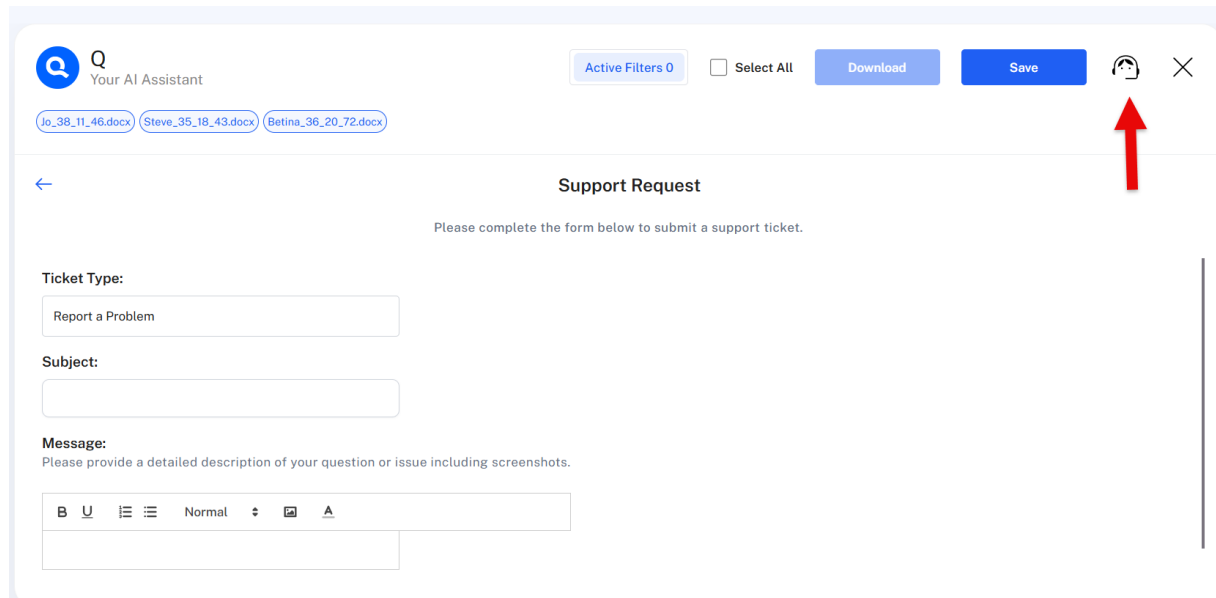 Q
Your AI Assistant
Active Filters 0
Select All
Download
Save
Jo_38_11_46.docx Steve_35_18_43.docx Betina_36_20_72.docx
Support Request
Please complete the form below to submit a support ticket.
Ticket Type:
Report a Problem
Subject:
Message:
Please provide a detailed description of your question or issue including screenshots.
B U Normal A